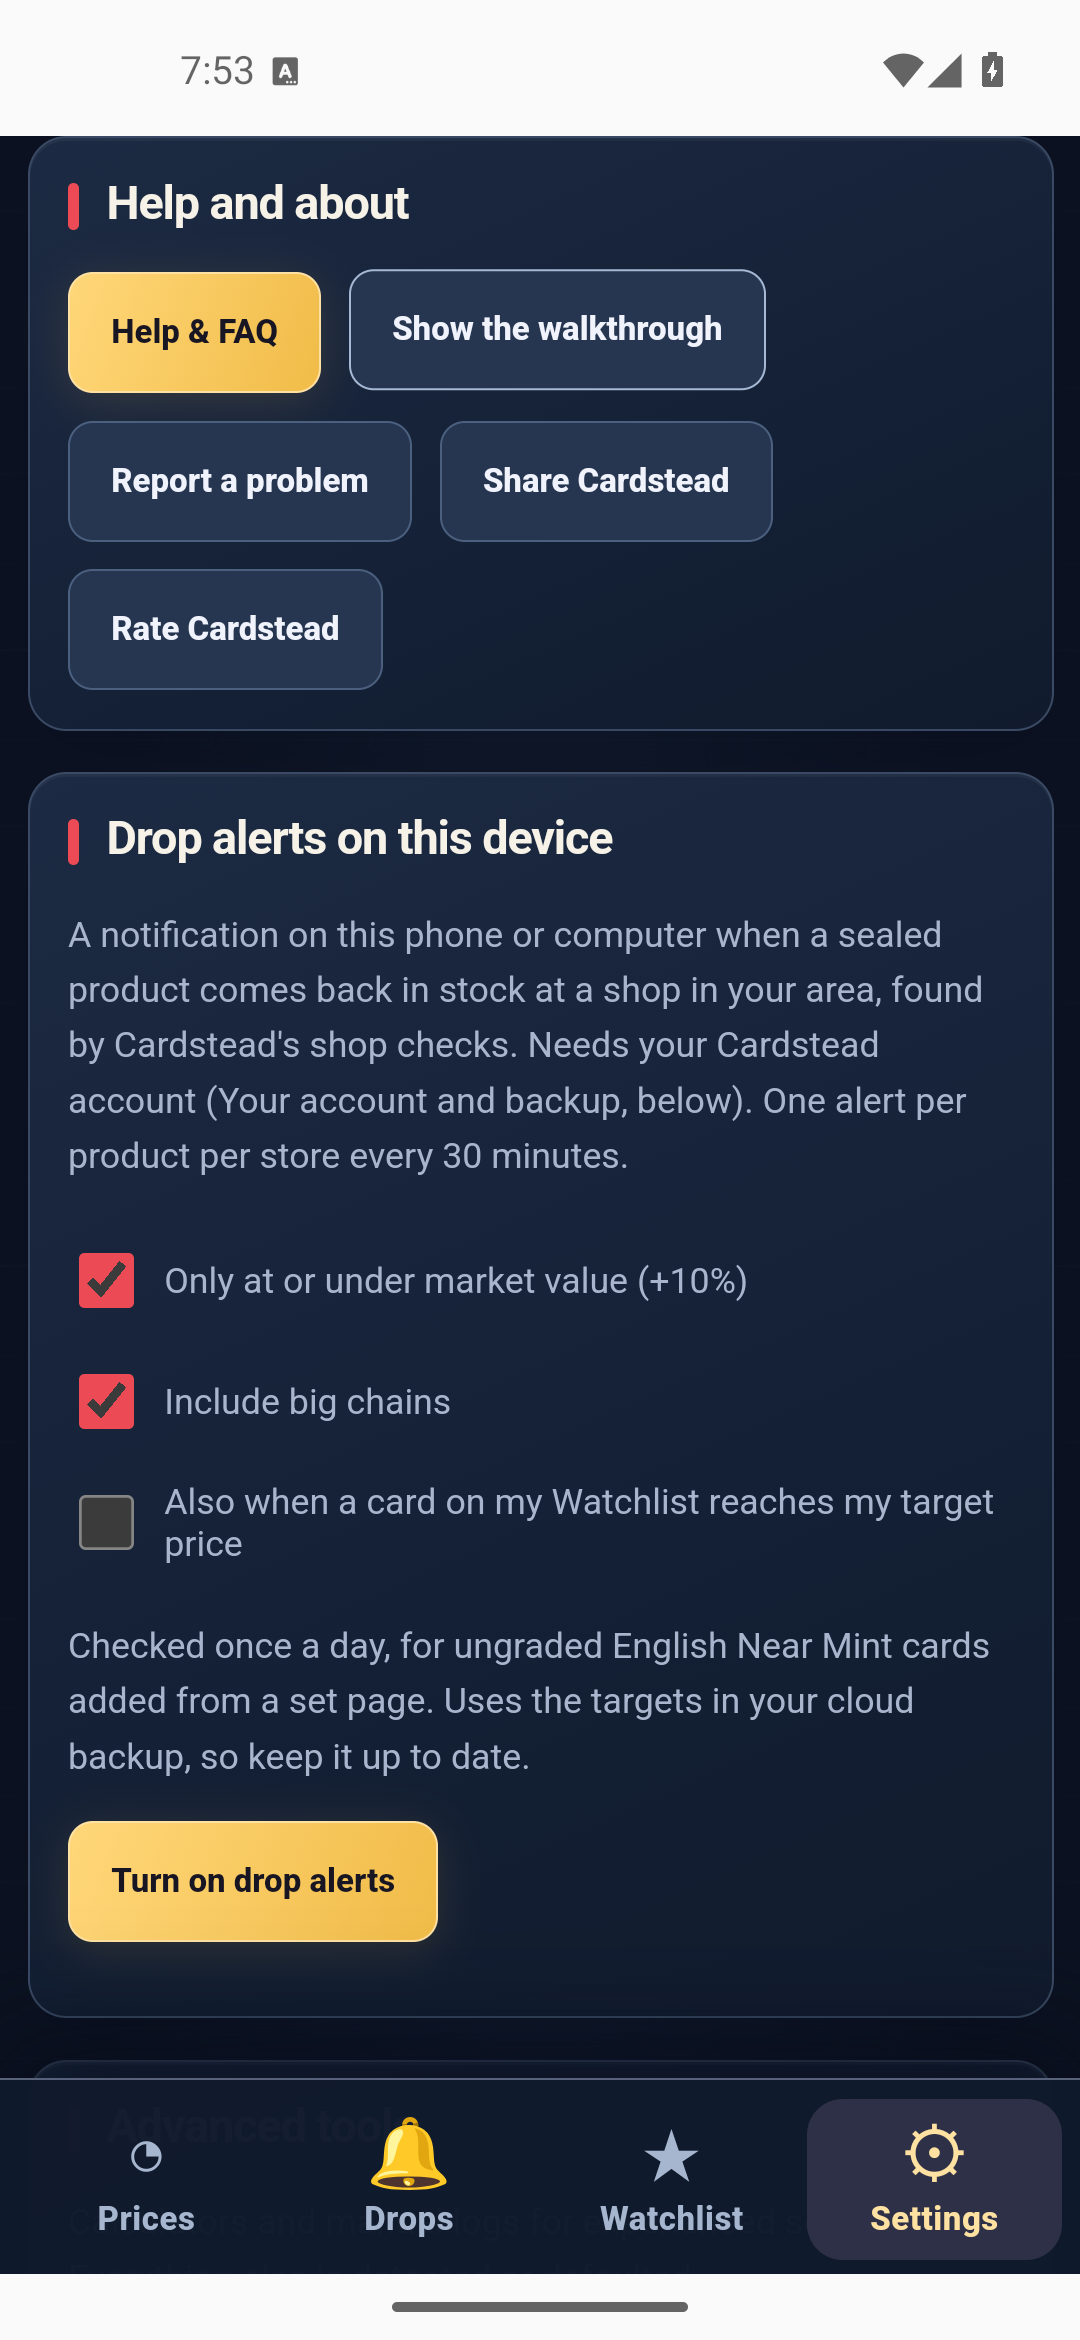 7:53
Help and about
Help & FAQ
Show the walkthrough
Report a problem
Share Cardstead
Rate Cardstead
Drop alerts on this device
A notification on this phone or computer when a sealed
product comes back in stock at a shop in your area, found
by Cardstead's shop checks. Needs your Cardstead
account (Your account and backup, below). One alert per
product per store every 30 minutes.
Only at or under market value (+10%)
Include big chains
Also when a card on my Watchlist reaches my target
price
Checked once a day, for ungraded English Near Mint cards
added from a set page. Uses the targets in your cloud
backup, so keep it up to date.
Turn on drop alerts
Advanced
Prices
Drops
Watchlist
Settings